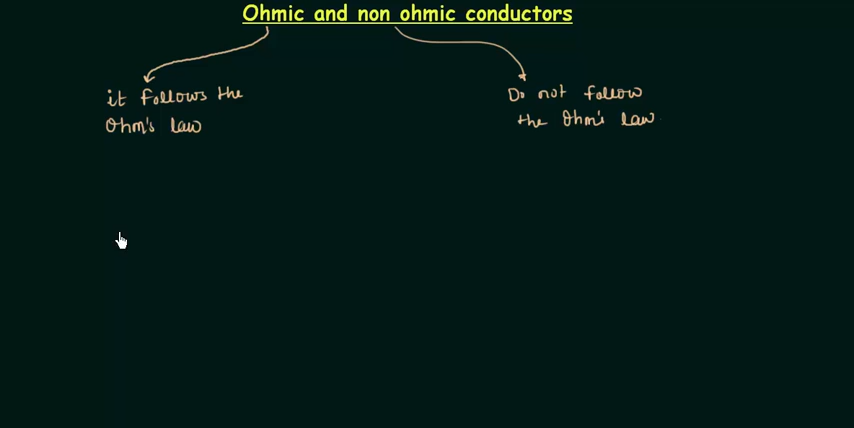 Ohmic and non ohmic conductors
it follows the
Ohm's law
Do not follow
the Ohm's law.